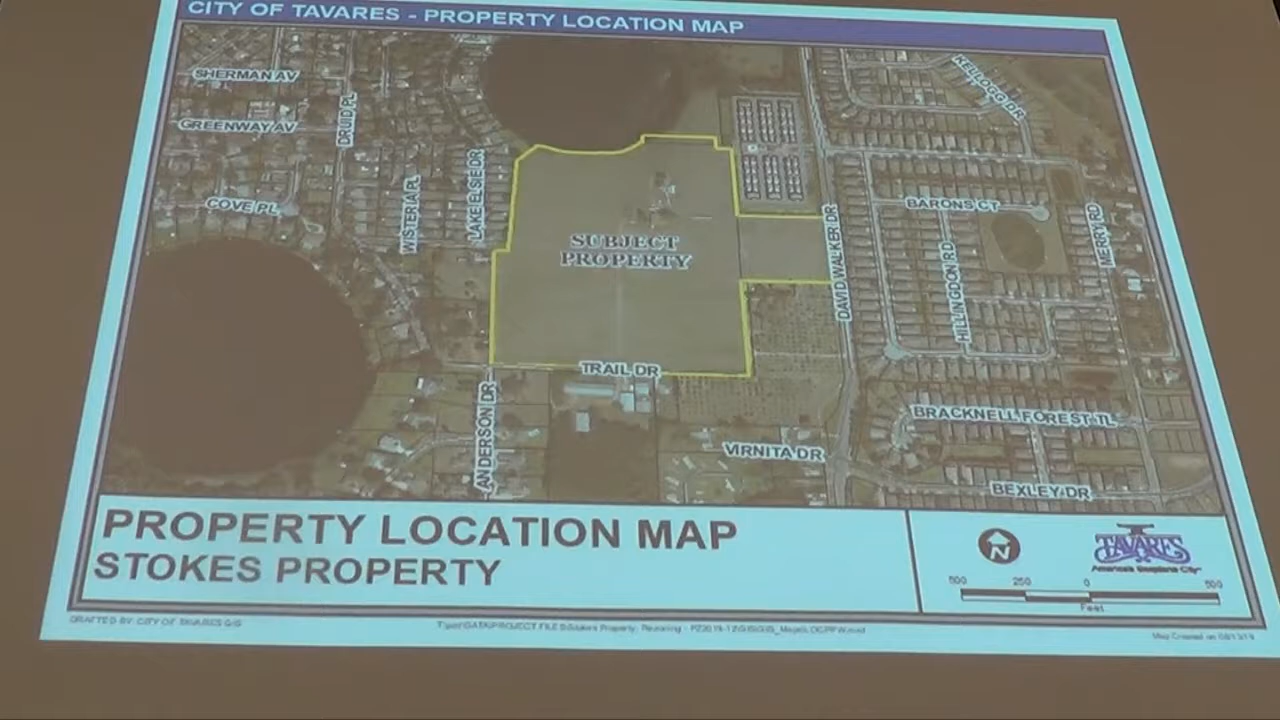 CITY OF TAVARES - PROPERTY LOCATION MAP
SHERMAN AV
DRUID PL
GREENWAY AV
KELLOGG DR
WISTERIA PL
LAKE ELSIE DR
COVE PL
SUBJECT
PROPERTY
DAVID WALKER DR
BARONS CT
HILLINGDON RD
MERRY RD
TRAIL DR
ANDERSON DR
BRACKNELL FOREST TL
VIRNITA DR
BEXLEY DR
PROPERTY LOCATION MAP
STOKES PROPERTY
N
TAVARES
America's Seaplane City
500 250 0 500
Feet
DRAFTED BY: CITY OF TAVARES GIS